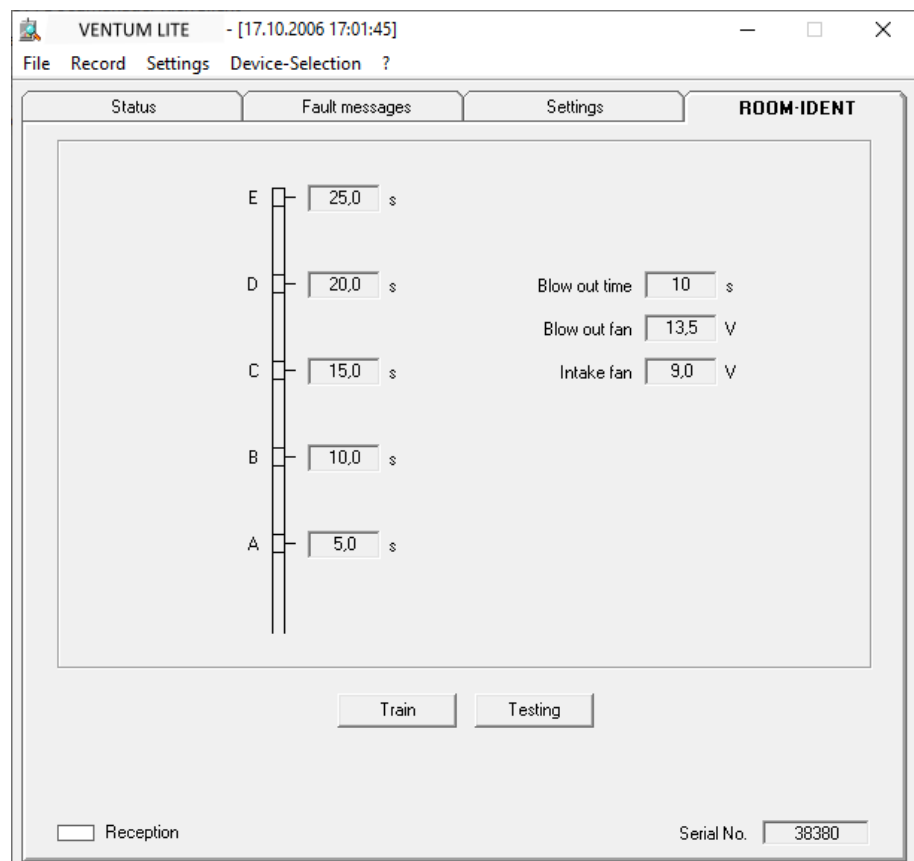 VENTUM LITE - [17.10.2006 17:01:45]
File Record Settings Device-Selection ?
Status Fault messages Settings ROOM-IDENT
E 25,0 s
D 20,0 s Blow out time 10 s
Blow out fan 13,5 V
C 15,0 s Intake fan 9,0 V
B 10,0 s
A 5,0 s
Train Testing
Reception Serial No. 38380